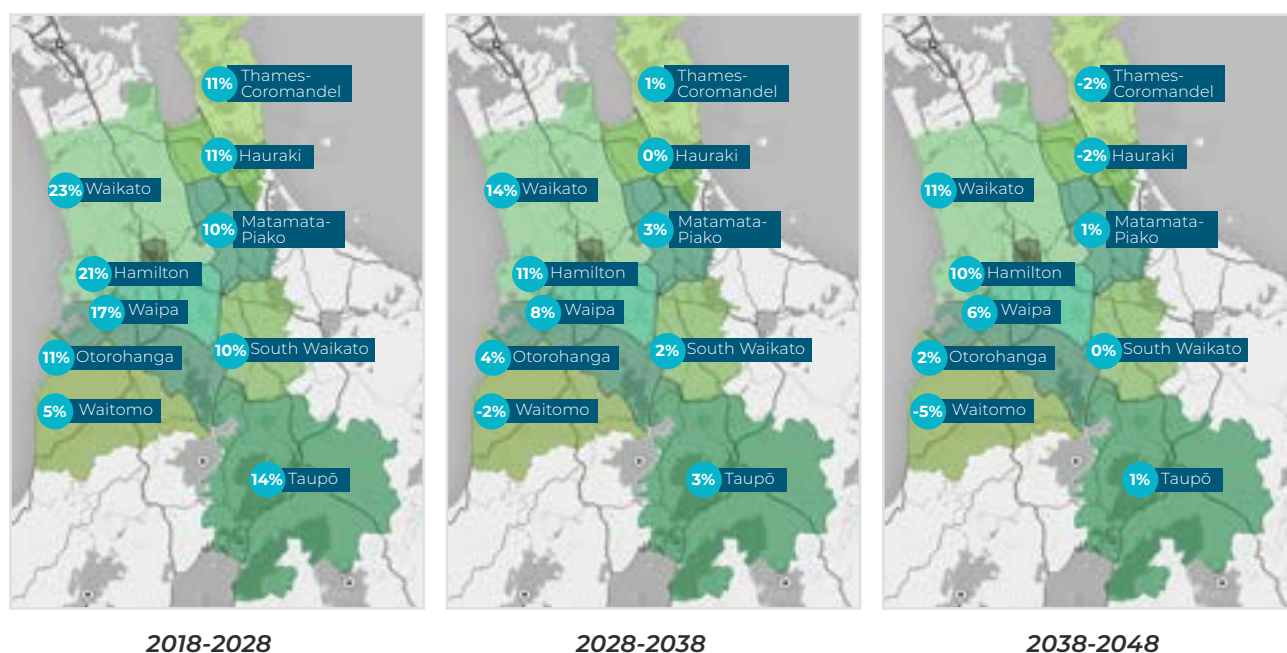 11% Thames-
Coromandel
11% Hauraki
23% Waikato
10% Matamata-
Piako
21% Hamilton
17% Waipa
11% Otorohanga
10% South Waikato
5% Waitomo
14% Taupō
2018-2028
1% Thames-
Coromandel
0% Hauraki
14% Waikato
3% Matamata-
Piako
11% Hamilton
8% Waipa
4% Otorohanga
2% South Waikato
-2% Waitomo
3% Taupō
2028-2038
-2% Thames-
Coromandel
-2% Hauraki
11% Waikato
1% Matamata-
Piako
10% Hamilton
6% Waipa
2% Otorohanga
0% South Waikato
-5% Waitomo
1% Taupō
2038-2048